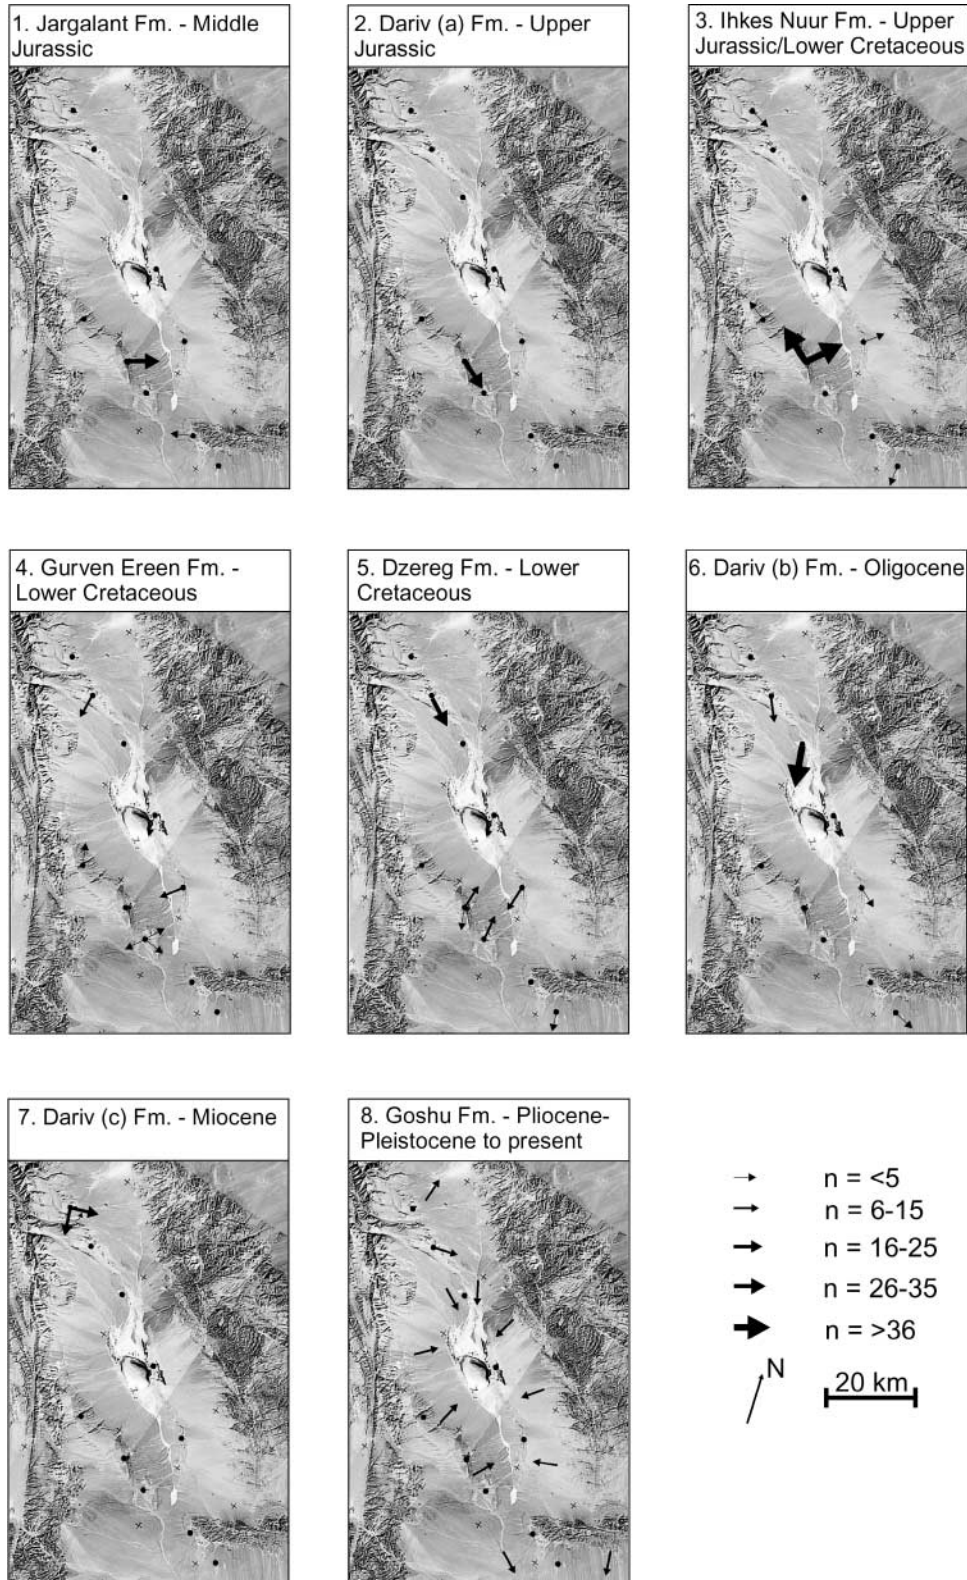 1. Jargalant Fm. - Middle
Jurassic
2. Dariv (a) Fm. - Upper
Jurassic
3. Ihkes Nuur Fm. - Upper
Jurassic/Lower Cretaceous
4. Gurven Ereen Fm. -
Lower Cretaceous
5. Dzereg Fm. - Lower
Cretaceous
6. Dariv (b) Fm. - Oligocene
7. Dariv (c) Fm. - Miocene
8. Goshu Fm. - Pliocene-
Pleistocene to present
n = <5
n = 6-15
n = 16-25
n = 26-35
n = >36
N
20 km